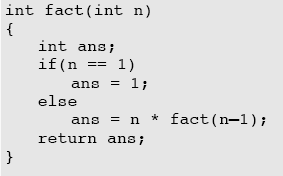 int fact(int n)
{
int ans;
if(n == 1)
ans = 1;
else
ans = n * fact(n–1);
return ans;
}